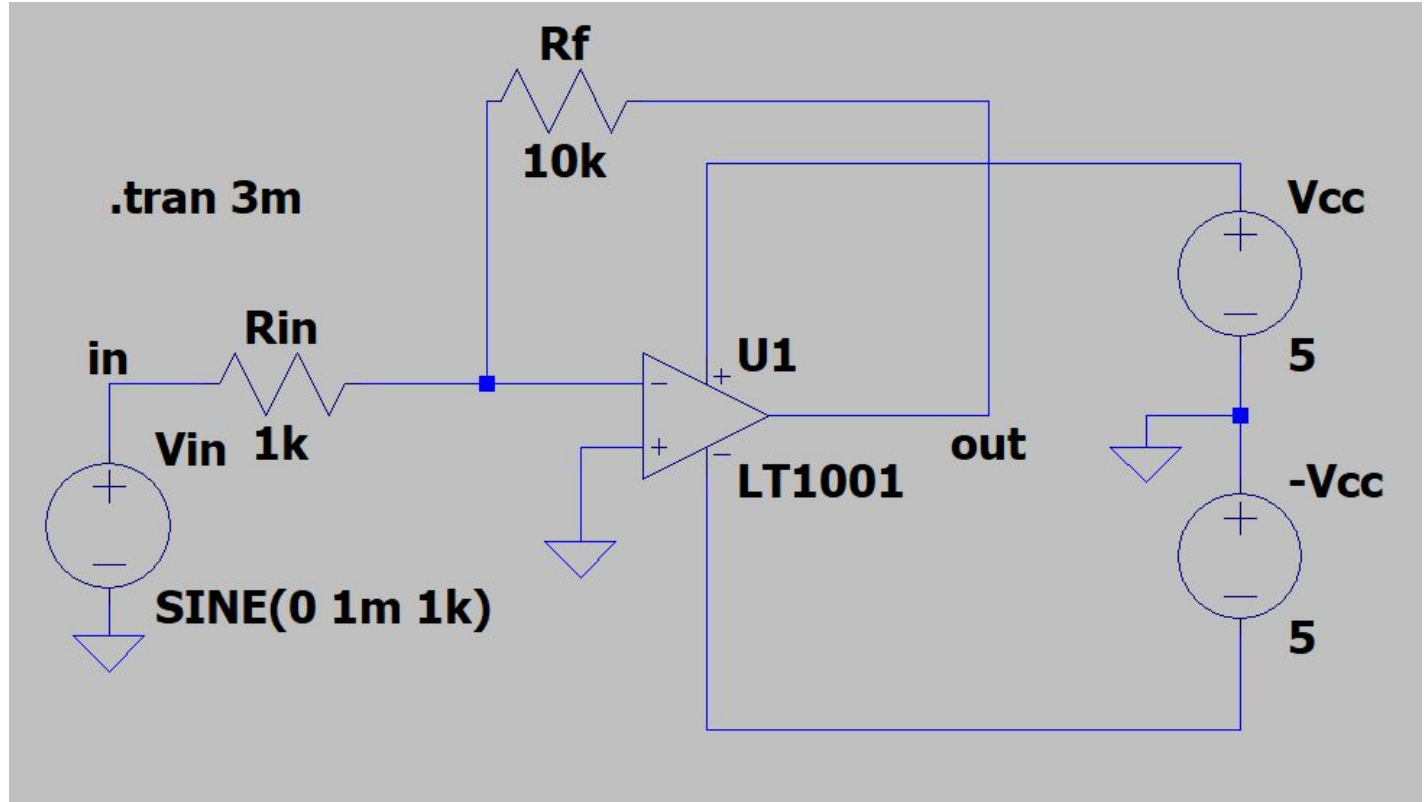 Rf
10k
.tran 3m
Vcc
5
in
Rin
1k
Vin
SINE(0 1m 1k)
U1
LT1001
out
-Vcc
5